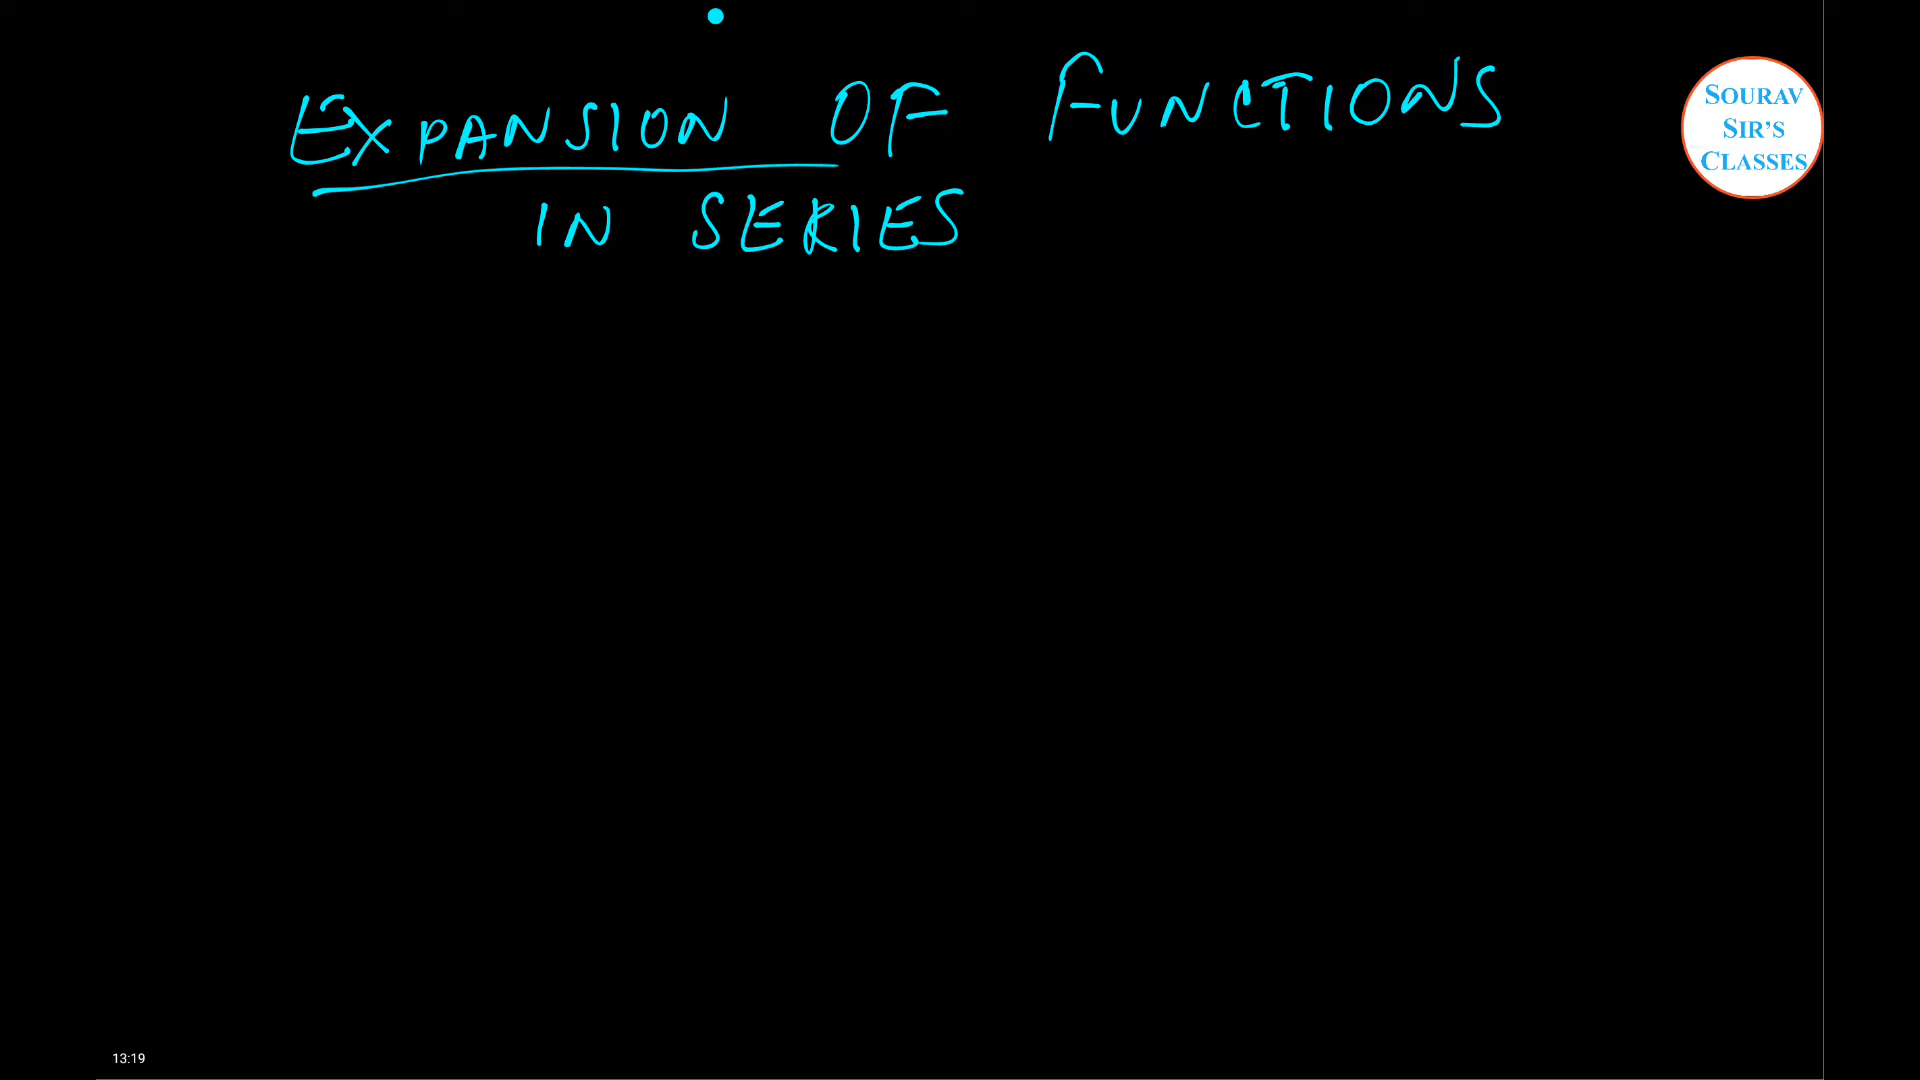 EXPANSION OF FUNCTIONS
IN SERIES
SOURAV
SIR'S
CLASSES
13:19